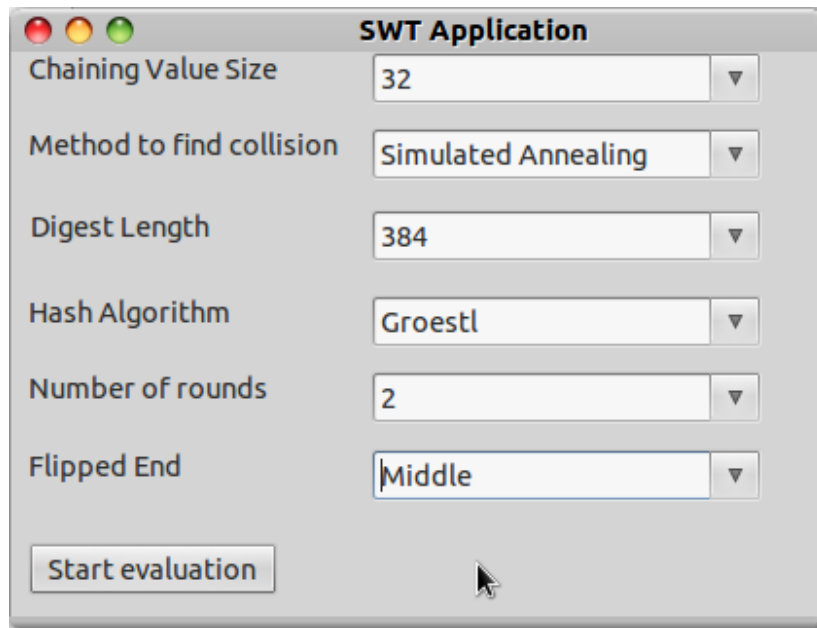 SWT Application
Chaining Value Size 32
Method to find collision Simulated Annealing
Digest Length 384
Hash Algorithm Groestl
Number of rounds 2
Flipped End Middle
Start evaluation